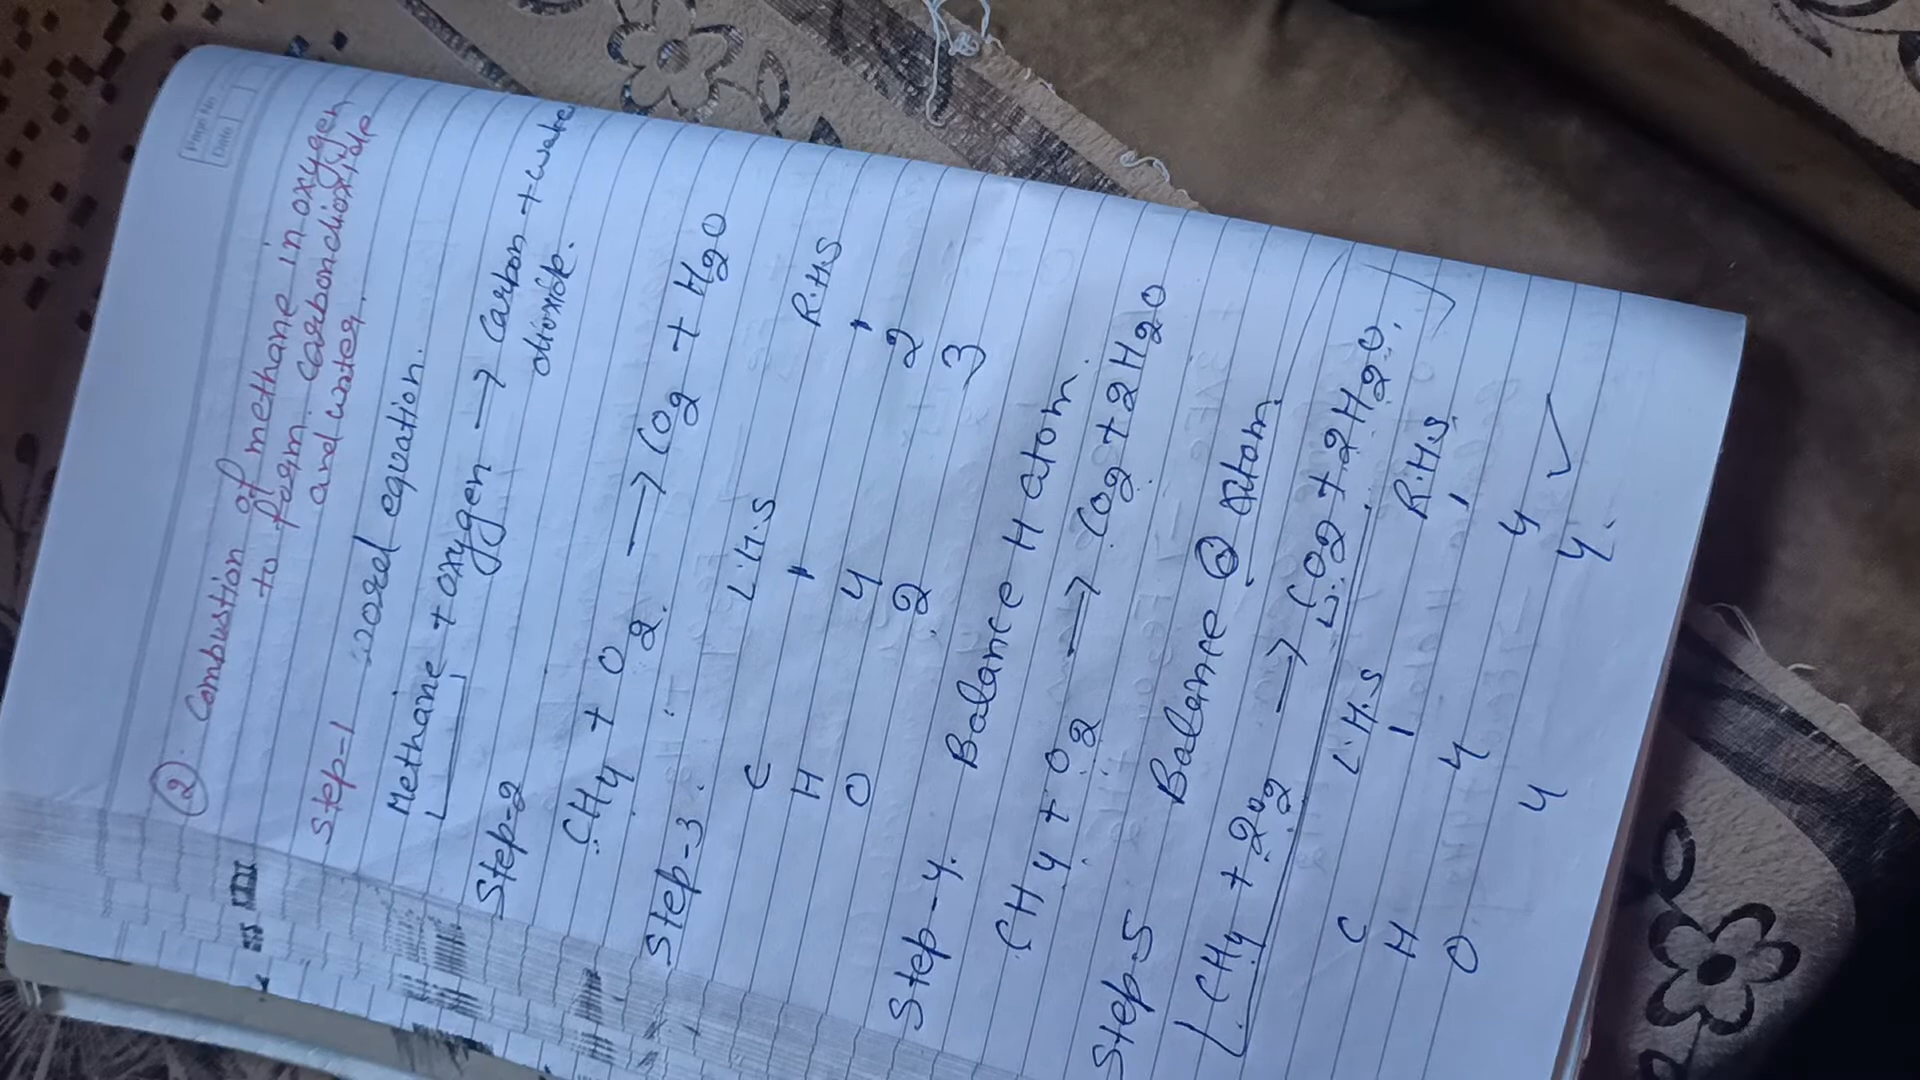 Page No
Date
② Combustion of methane in oxygen
to form carbondioxide
and water.
Step-1 word equation.
Methane + oxygen → Carbon + wate
dioxide.
Step-2
CH4 + O2 → CO2 + H2O
Step-3 L.H.S R.H.S
C 1 1
H 4 2
O 2 3
Step-4. Balance H atom.
CH4 + O2 → CO2 + 2H2O
Step-5 Balance O Atom.
CH4 + 2O2 → CO2 + 2H2O.
L.H.S R.H.S
C 1 1
H 4 4 ✓
O 4 4.